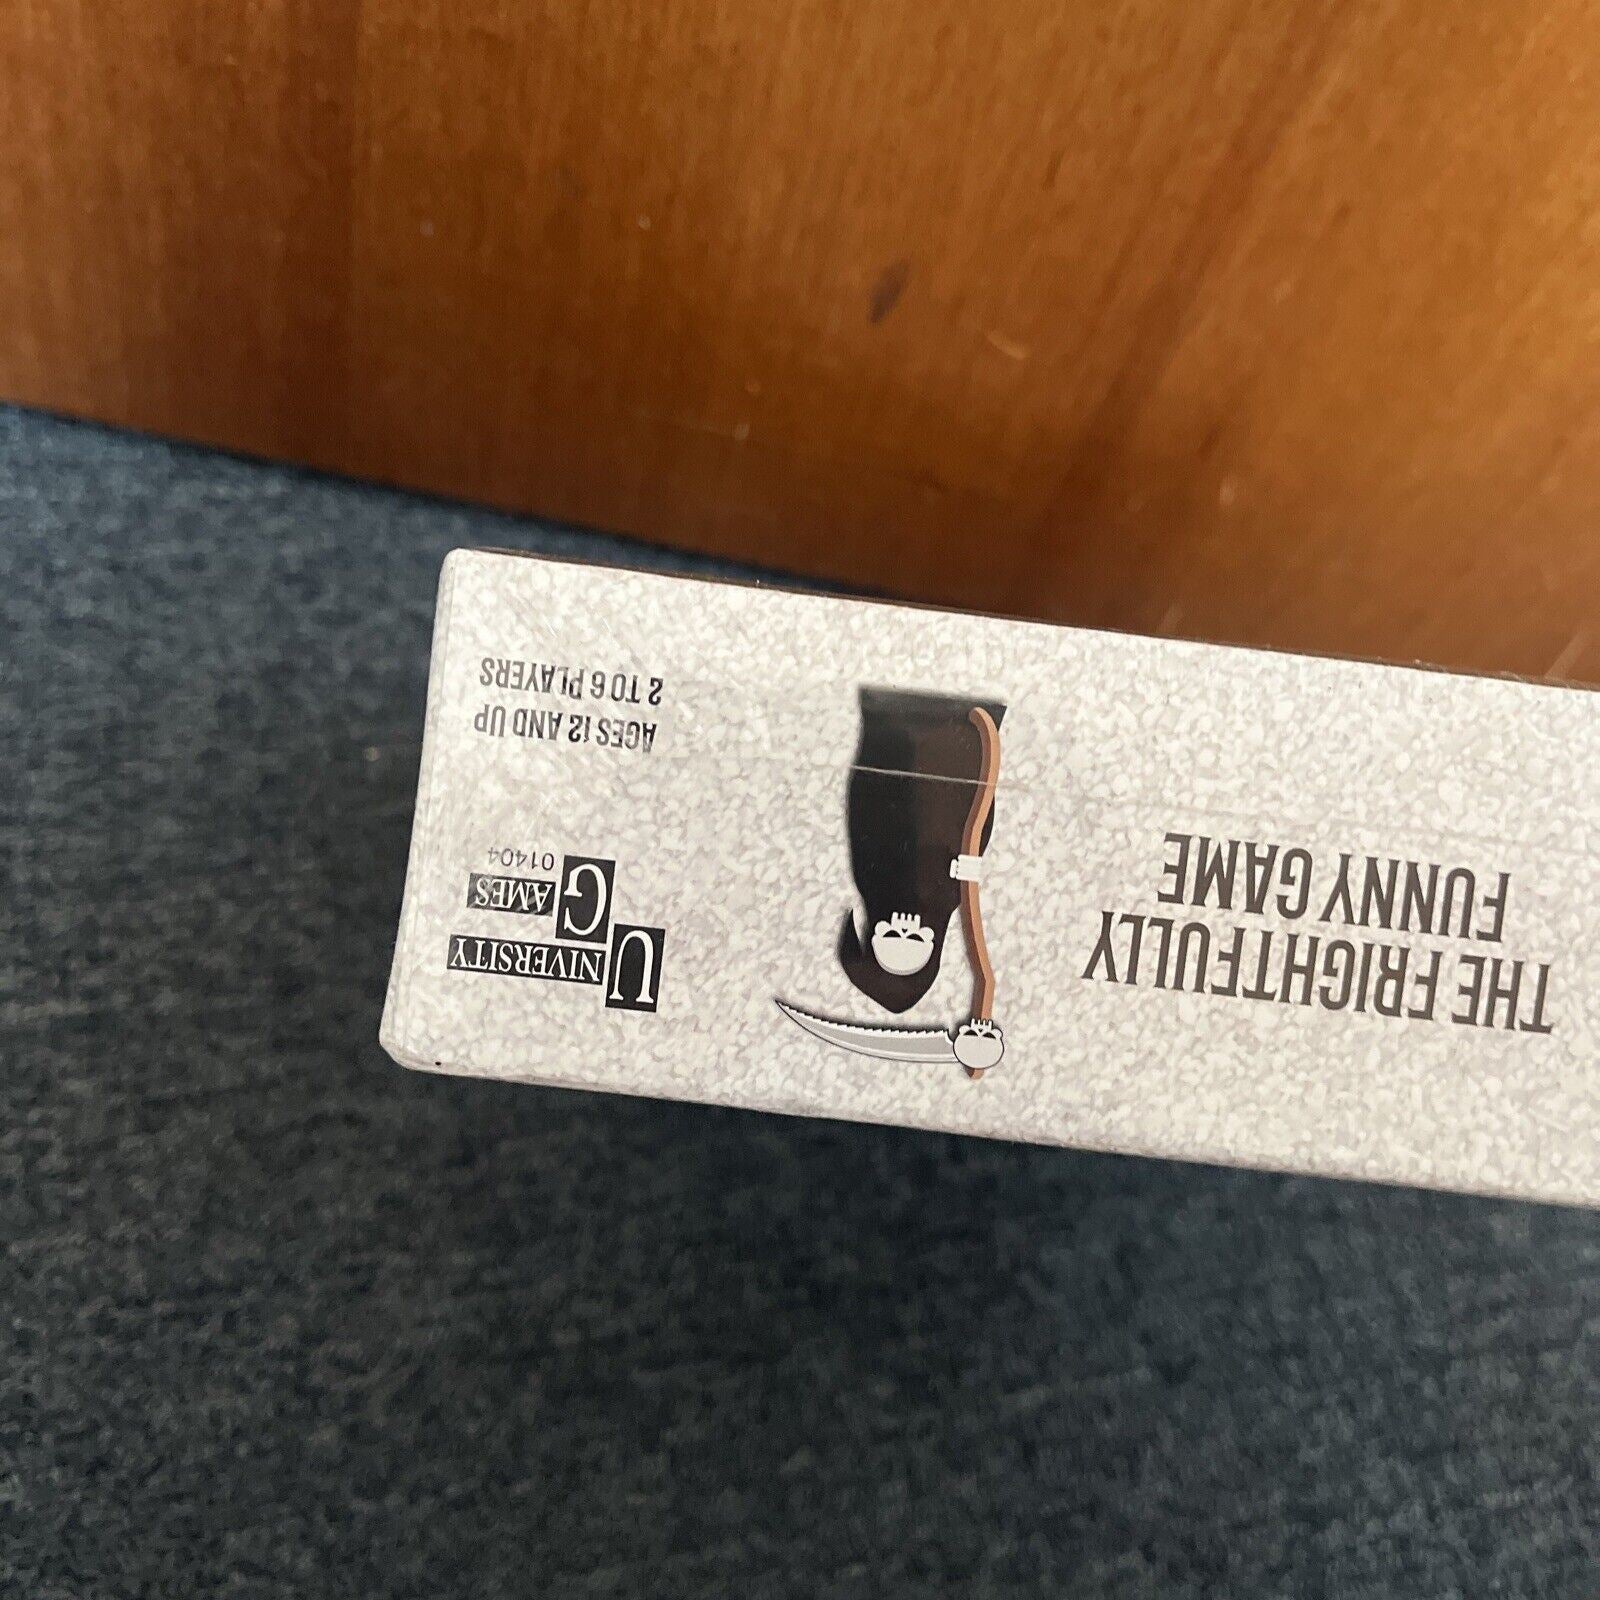 THE FRIGHTFULLY
FUNNY GAME
UNIVERSITY
GAMES
01404
AGES 12 AND UP
2 TO 6 PLAYERS